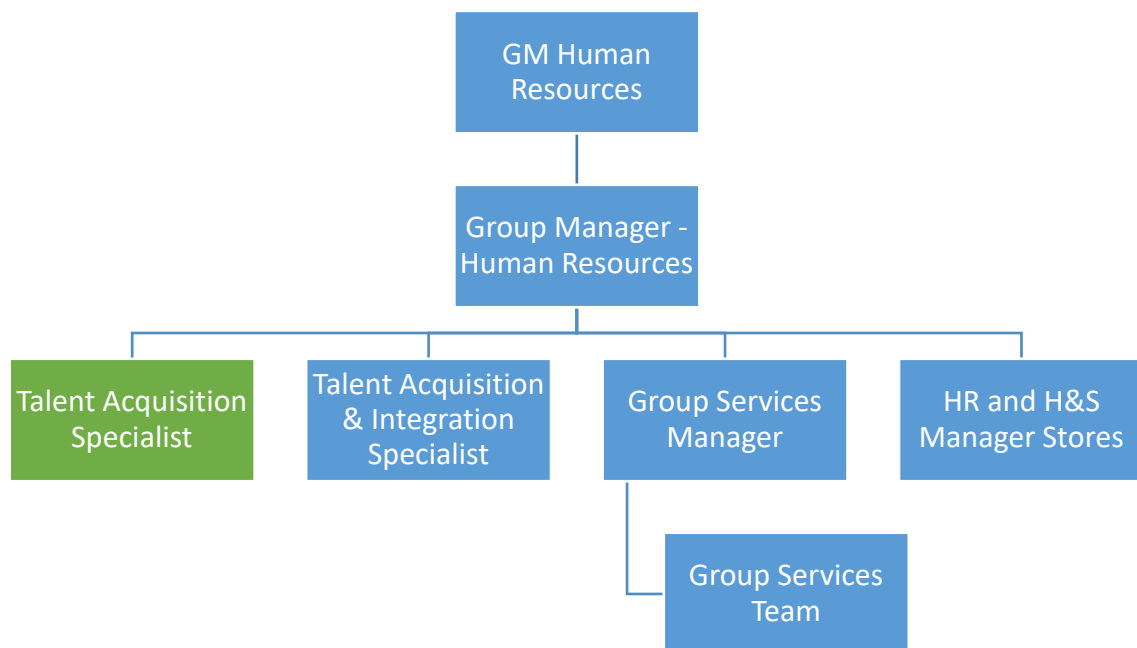 GM Human
Resources
Group Manager -
Human Resources
Talent Acquisition
Specialist
Talent Acquisition
& Integration
Specialist
Group Services
Manager
HR and H&S
Manager Stores
Group Services
Team